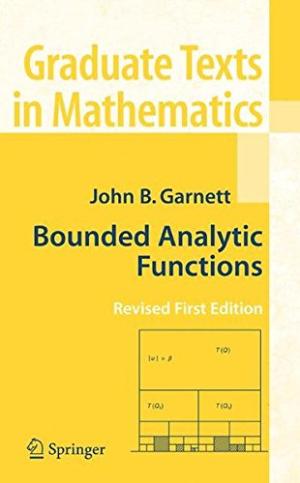 Graduate Texts
in Mathematics
John B. Garnett
Bounded Analytic
Functions
Revised First Edition
|u| > β
T(Q)
T(Q₁)
T(Q₂)
Springer